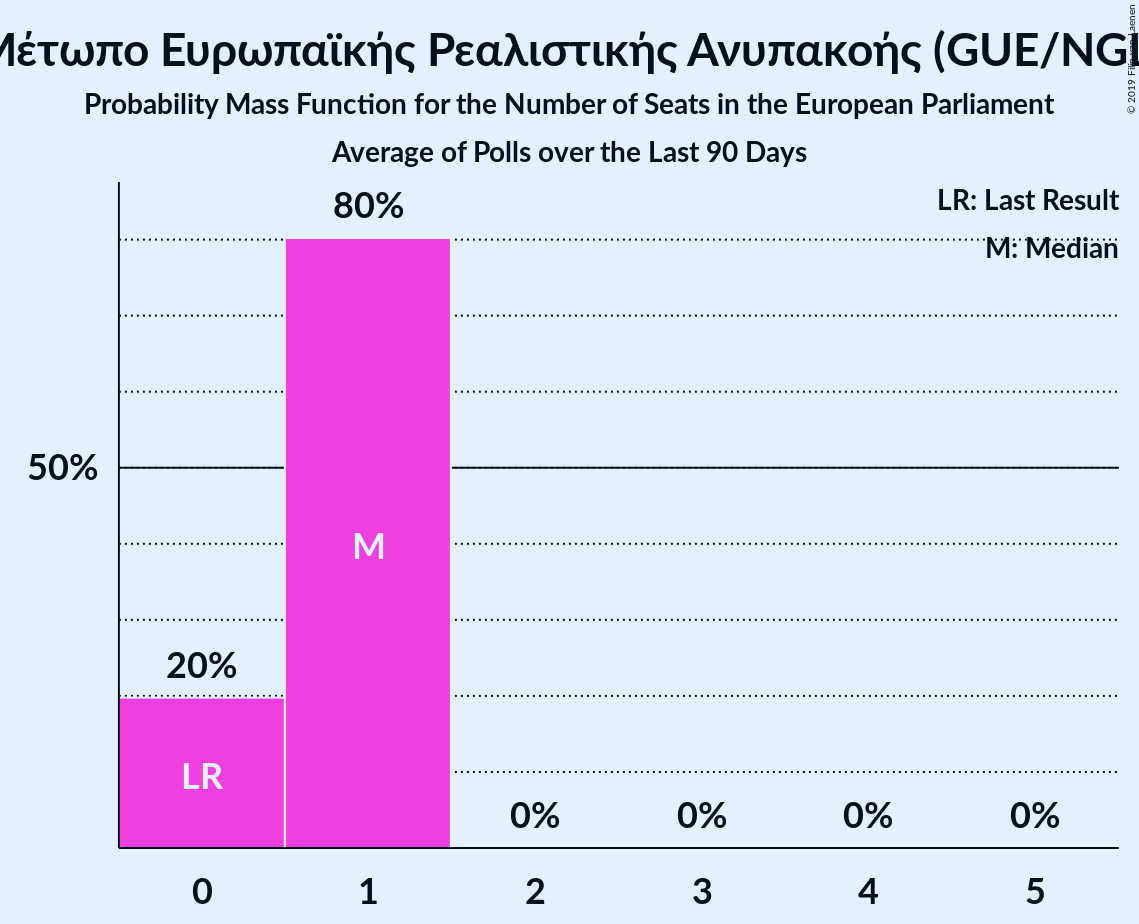 Μέτωπο Ευρωπαϊκής Ρεαλιστικής Ανυπακοής (GUE/NGL
Probability Mass Function for the Number of Seats in the European Parliament
Average of Polls over the Last 90 Days
LR: Last Result
M: Median
80%
50%
M
20%
LR
0% 0% 0% 0%
0 1 2 3 4 5
© 2019